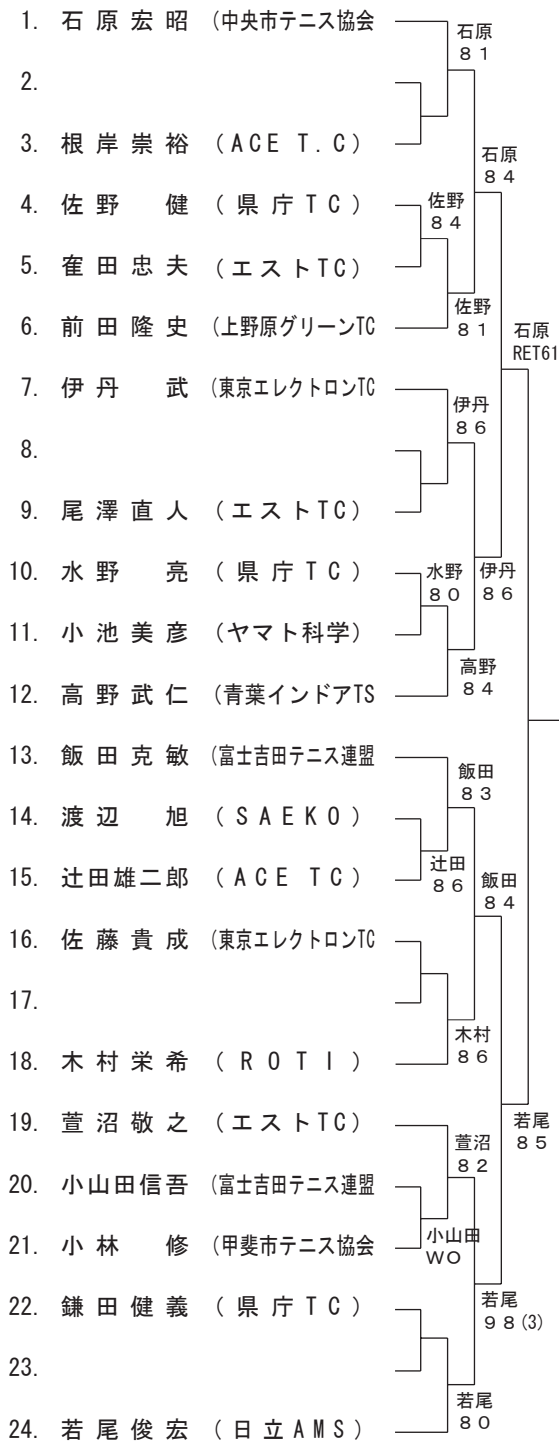 1. 石原宏昭 (中央市テニス協会
2.
3. 根岸崇裕 (ACE T.C)
4. 佐野 健 (県庁TC)
5. 窪田忠夫 (エストTC)
6. 前田隆史 (上野原グリーンTC
7. 伊丹 武 (東京エレクトロンTC
8.
9. 尾澤直人 (エストTC)
10. 水野 亮 (県庁TC)
11. 小池美彦 (ヤマト科学)
12. 高野武仁 (青葉インドアTS
13. 飯田克敏 (富士吉田テニス連盟
14. 渡辺 旭 (SAEKO)
15. 辻田雄二郎 (ACE TC)
16. 佐藤貴成 (東京エレクトロンTC
17.
18. 木村栄希 (ROTI)
19. 萱沼敬之 (エストTC)
20. 小山田信吾 (富士吉田テニス連盟
21. 小林 修 (甲斐市テニス協会
22. 鎌田健義 (県庁TC)
23.
24. 若尾俊宏 (日立AMS)
佐野
84
水野
80
辻田
86
小山田
WO
石原
81
佐野
81
伊丹
86
高野
84
飯田
83
木村
86
萱沼
82
若尾
80
石原
84
伊丹
86
飯田
84
若尾
98(3)
石原
RET61
若尾
85